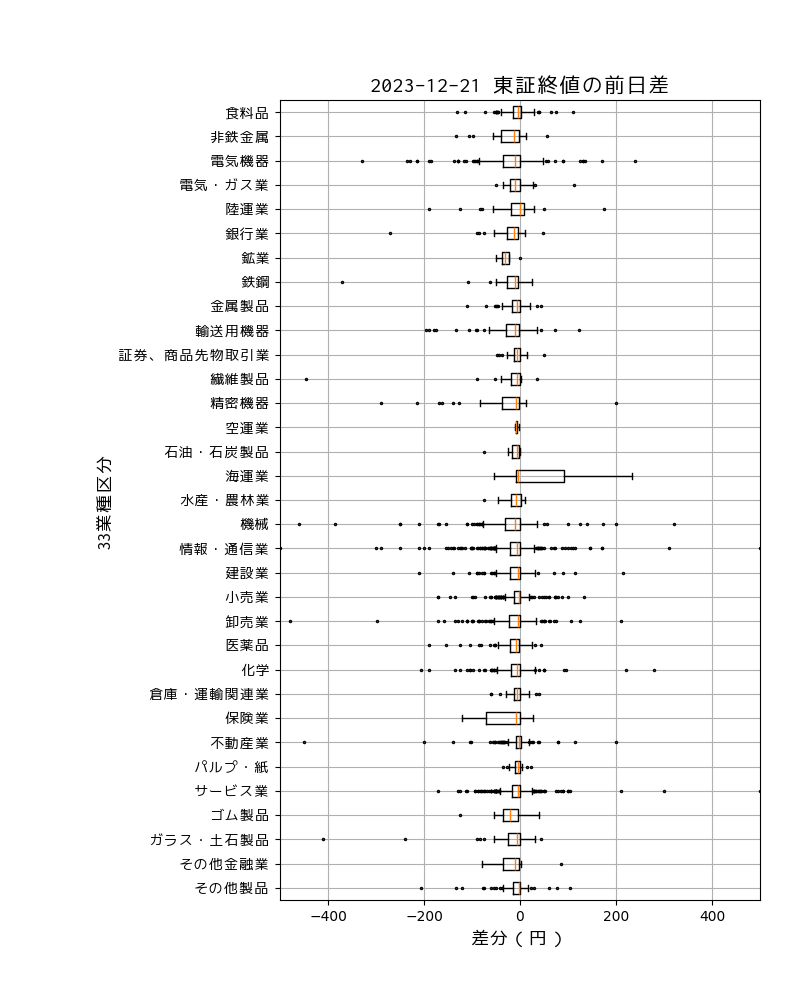 2023-12-21 東証終値の前日差
食料品
非鉄金属
電気機器
電気・ガス業
陸運業
銀行業
鉱業
鉄鋼
金属製品
輸送用機器
証券、商品先物取引業
繊維製品
精密機器
空運業
石油・石炭製品
海運業
水産・農林業
機械
情報・通信業
建設業
小売業
卸売業
医薬品
化学
倉庫・運輸関連業
保険業
不動産業
パルプ・紙
サービス業
ゴム製品
ガラス・土石製品
その他金融業
その他製品
33業種区分
−400 −200 0 200 400
差分（円）